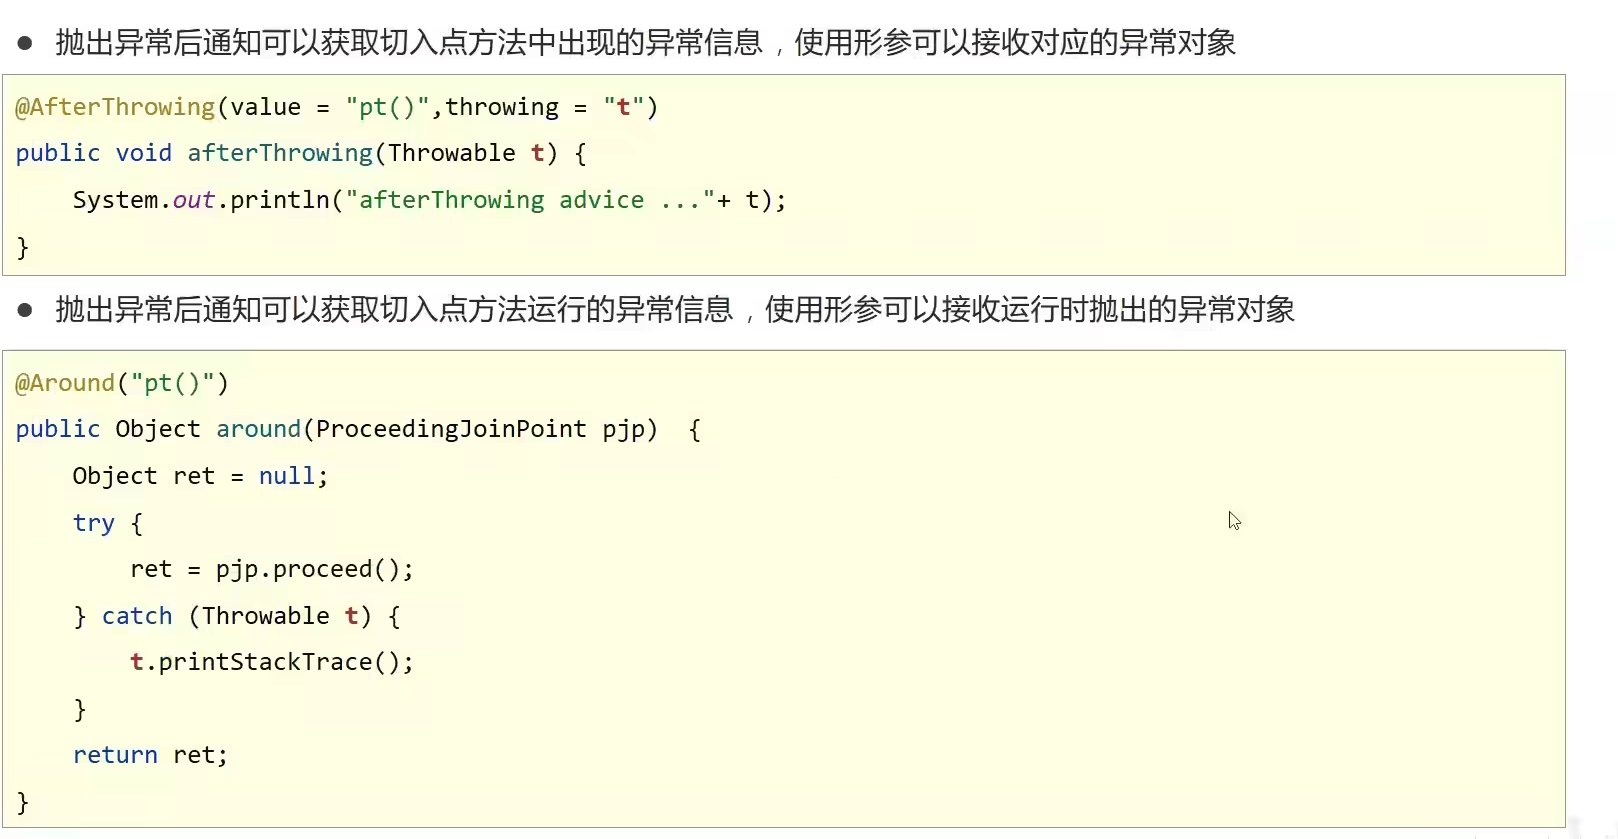 ● 抛出异常后通知可以获取切入点方法中出现的异常信息，使用形参可以接收对应的异常对象
@AfterThrowing(value = "pt()",throwing = "t")
public void afterThrowing(Throwable t) {
    System.out.println("afterThrowing advice ..."+ t);
}
● 抛出异常后通知可以获取切入点方法运行的异常信息，使用形参可以接收运行时抛出的异常对象
@Around("pt()")
public Object around(ProceedingJoinPoint pjp)  {
    Object ret = null;
    try {
        ret = pjp.proceed();
    } catch (Throwable t) {
        t.printStackTrace();
    }
    return ret;
}